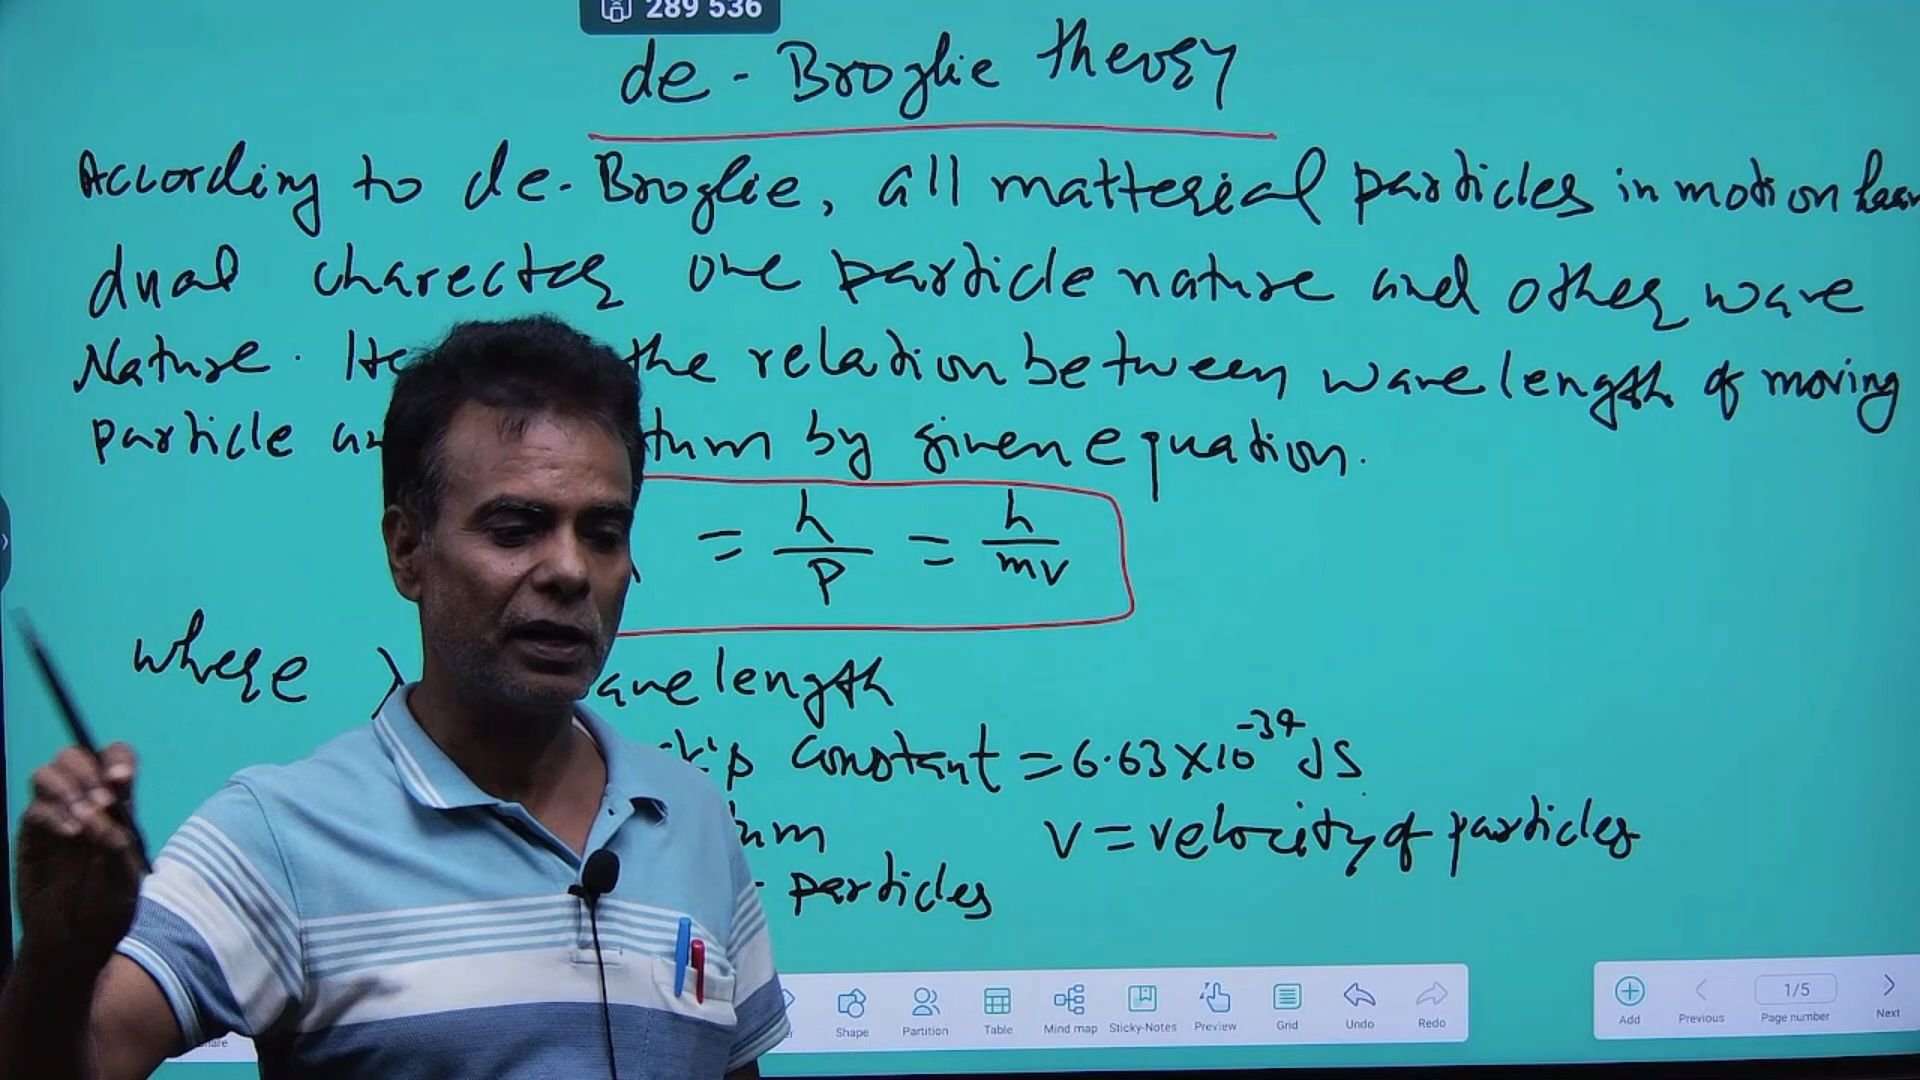 289 536
de-Broglie theory
According to de-Broglie, all matterial particles in motion have
dual charecter one particle nature and other wave
Nature. the relation between wavelength of moving
particle by given equation.
= h/P = h/mv
where λ
constant = 6.63×10⁻³⁴ JS
v = velocity of particles
particles
Shape Partition Table Mind map Sticky-Notes Preview Grid Undo Redo
Add Previous 1/5 Page number Next